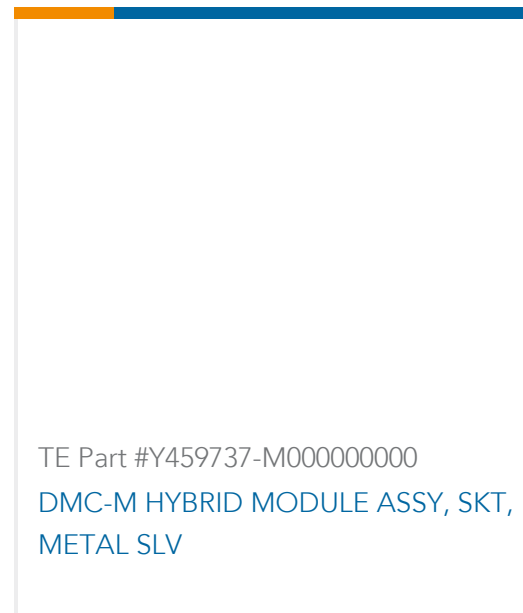 TE Part #Y459737-M000000000
DMC-M HYBRID MODULE ASSY, SKT,
METAL SLV